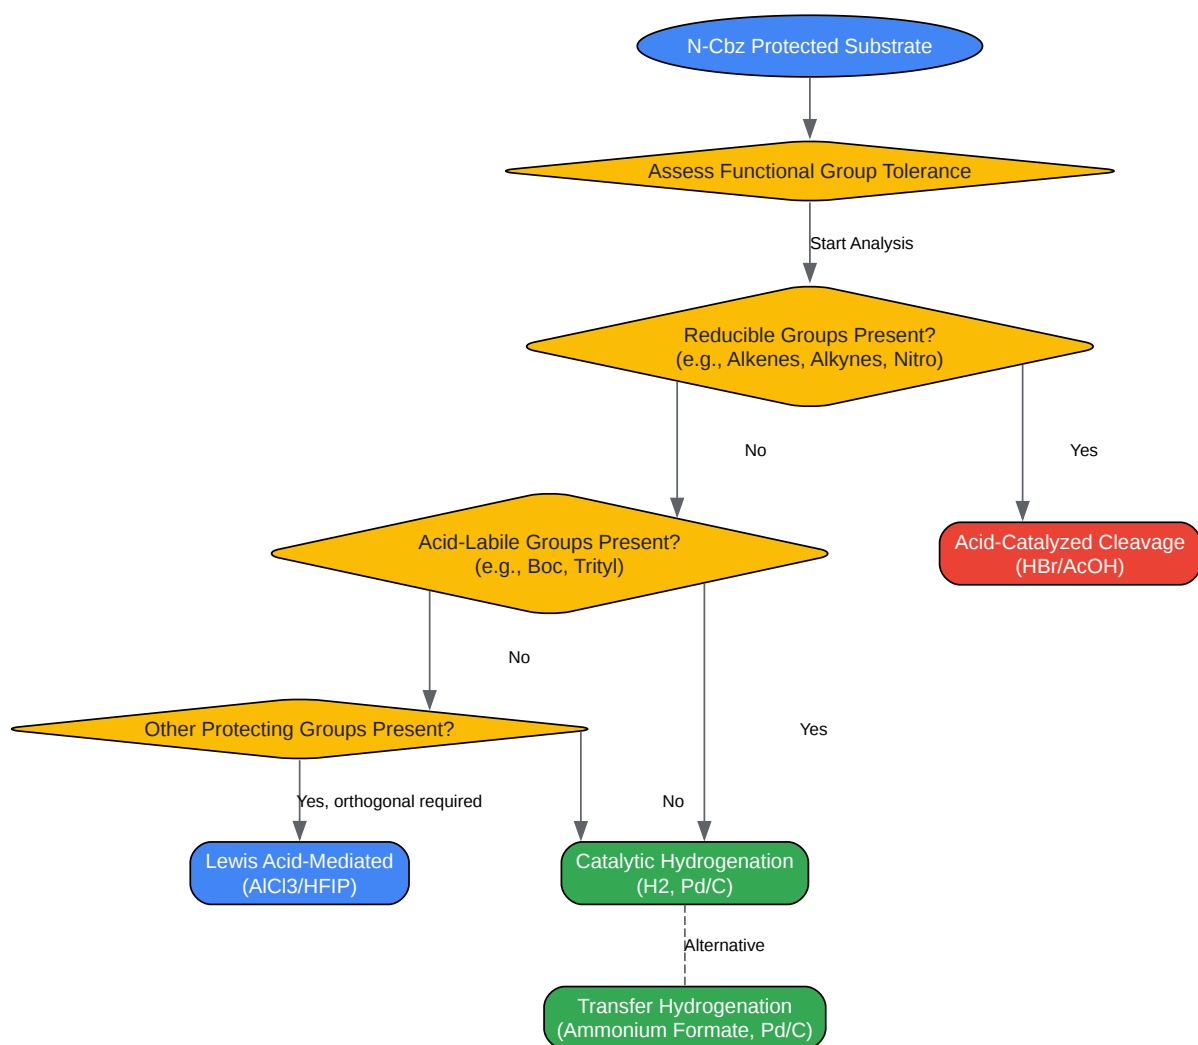 N-Cbz Protected Substrate
Assess Functional Group Tolerance
Start Analysis
Reducible Groups Present?
(e.g., Alkenes, Alkynes, Nitro)
No
Yes
Acid-Labile Groups Present?
(e.g., Boc, Trityl)
Acid-Catalyzed Cleavage
(HBr/AcOH)
No
Yes
Other Protecting Groups Present?
Yes, orthogonal required
No
Lewis Acid-Mediated
(AlCl3/HFIP)
Catalytic Hydrogenation
(H2, Pd/C)
Alternative
Transfer Hydrogenation
(Ammonium Formate, Pd/C)